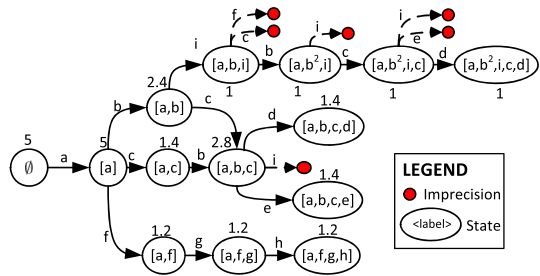 f
i
i
c
e
i
[a,b,i]
b
[a,b²,i]
c
[a,b²,i,c]
d
[a,b²,i,c,d]
2.4
1
1
1
1
b
[a,b]
c
1.4
d
[a,b,c,d]
5
5
1.4
2.8
∅
a
[a]
c
[a,c]
b
[a,b,c]
i
1.4
e
[a,b,c,e]
f
1.2
1.2
1.2
[a,f]
g
[a,f,g]
h
[a,f,g,h]
LEGEND
Imprecision
<label> State